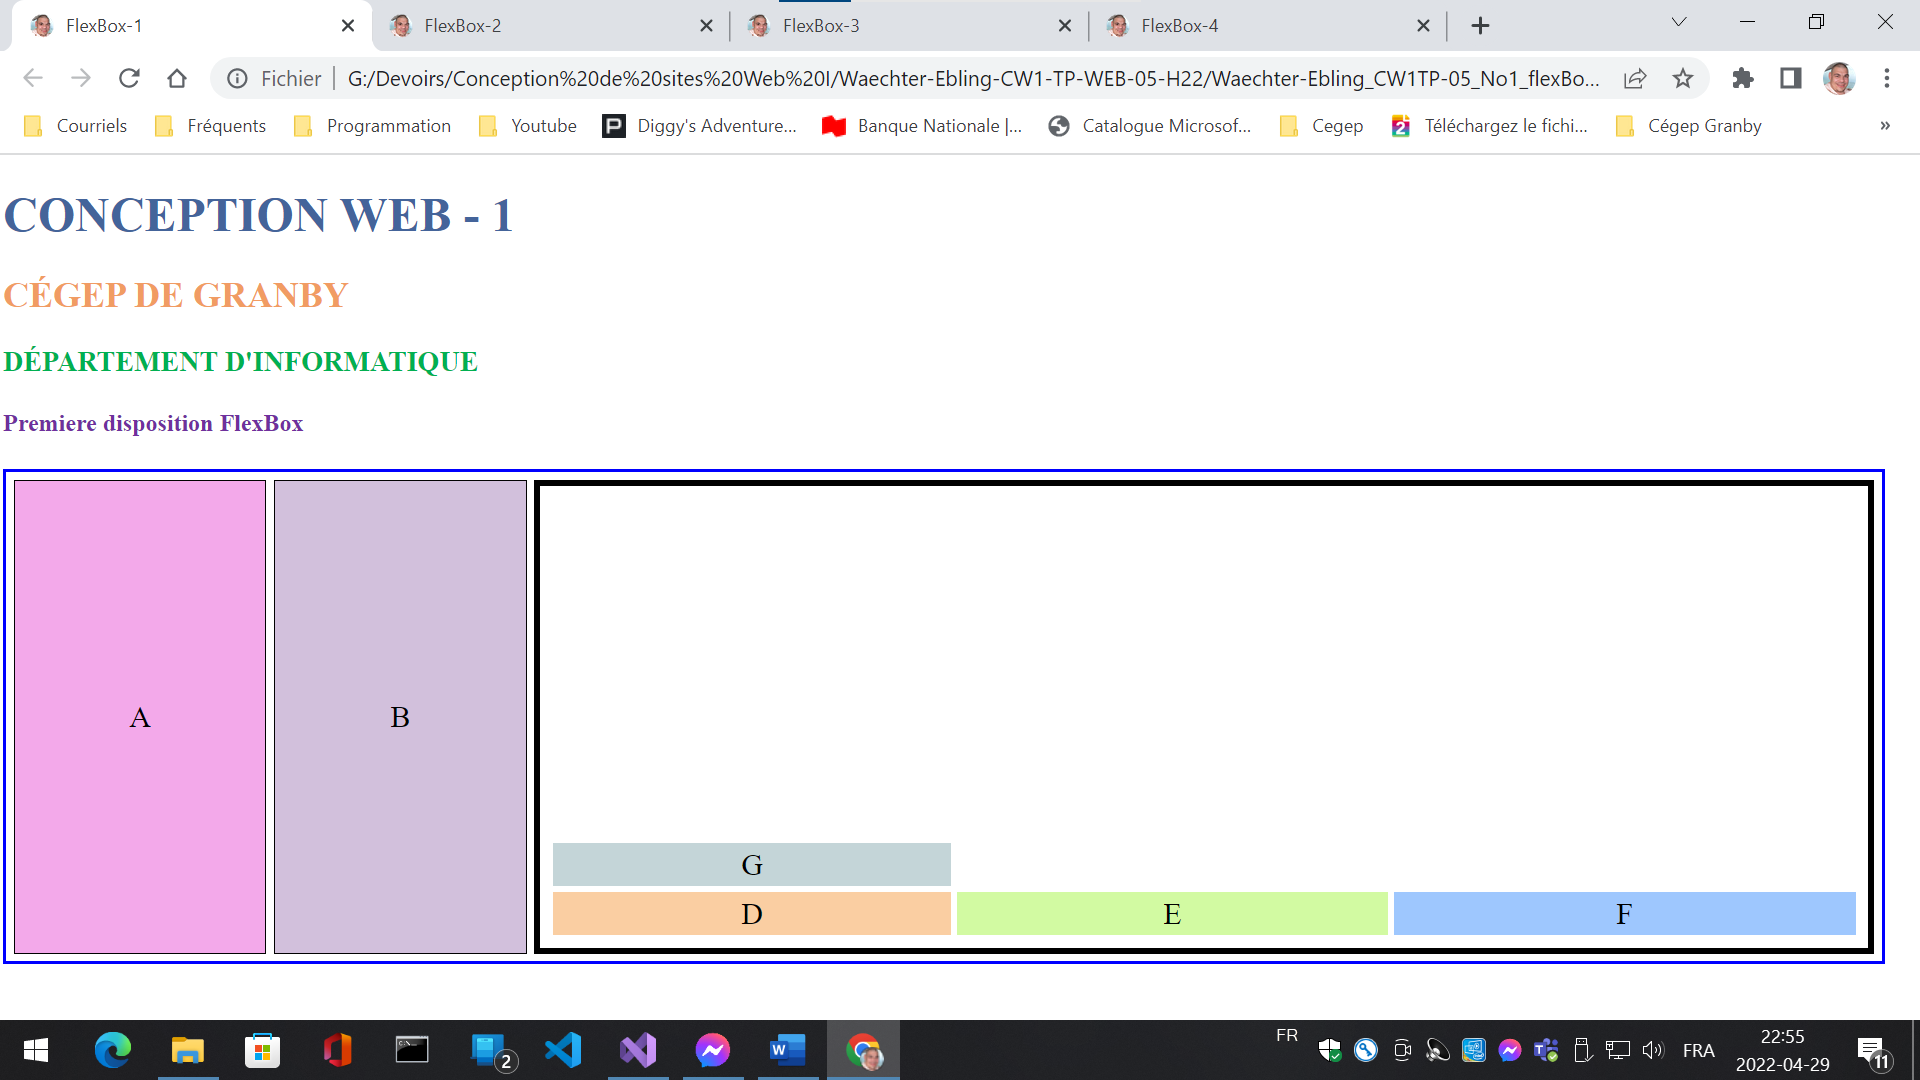 FlexBox-1
FlexBox-2
FlexBox-3
FlexBox-4
Fichier
G:/Devoirs/Conception%20de%20sites%20Web%20I/Waechter-Ebling-CW1-TP-WEB-05-H22/Waechter-Ebling_CW1TP-05_No1_flexBo...
Courriels
Fréquents
Programmation
Youtube
Diggy's Adventure...
Banque Nationale |...
Catalogue Microsof...
Cegep
Téléchargez le fichi...
Cégep Granby
»
CONCEPTION WEB - 1
CÉGEP DE GRANBY
DÉPARTEMENT D'INFORMATIQUE
Premiere disposition FlexBox
A
B
G
D
E
F
2
FR
FRA
22:55
2022-04-29
11